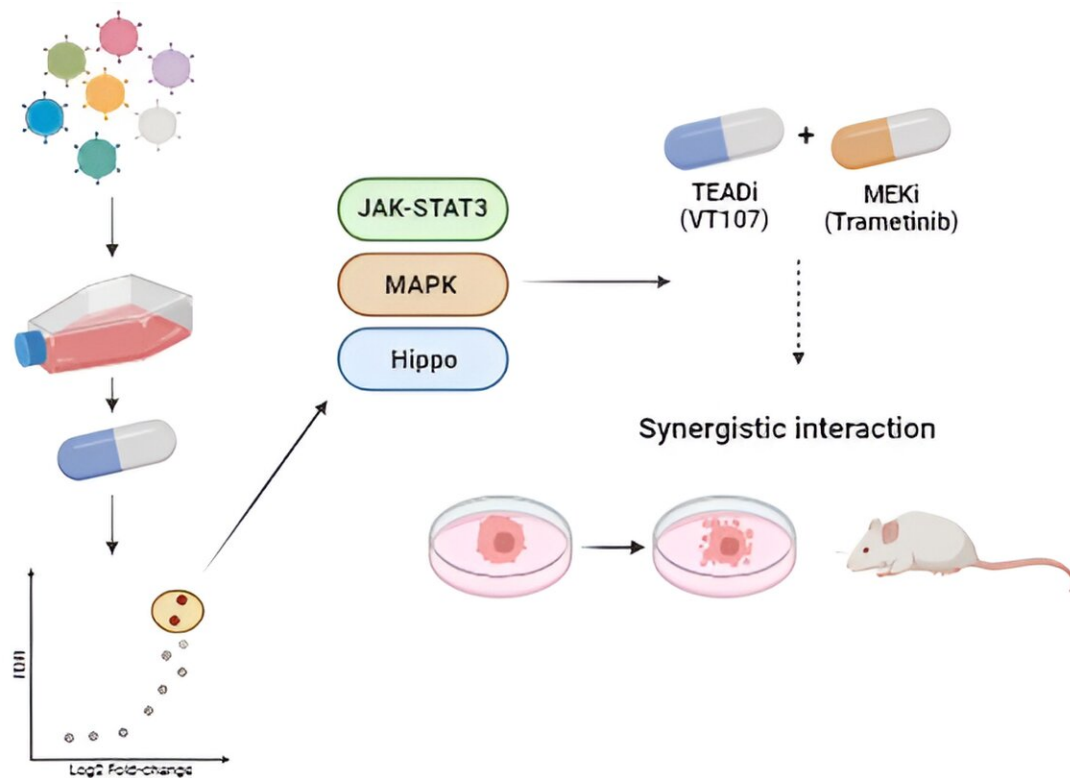 JAK-STAT3
MAPK
Hippo
TEADi
(VT107)
+
MEKi
(Trametinib)
Synergistic interaction
Log2 Fold-change